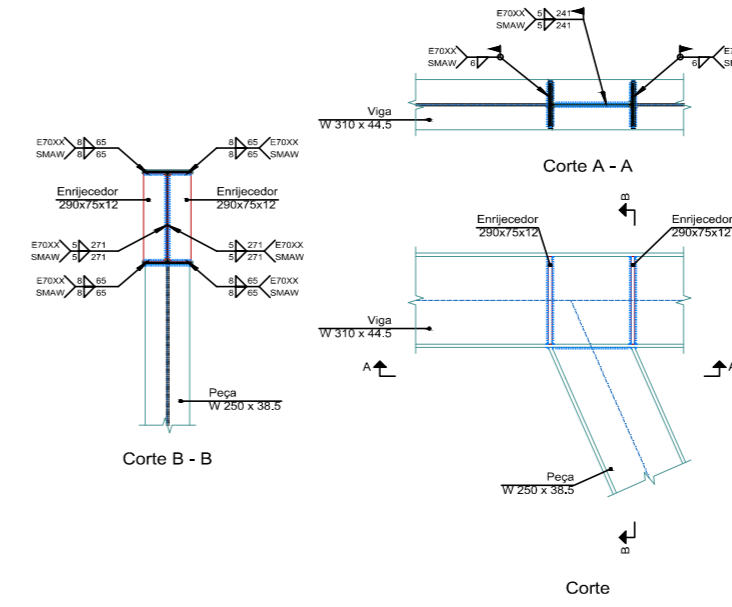 E70XX 5 241
SMAW 5 241
E70XX
SMAW 6
6
Viga
W 310 x 44.5
Corte A - A
E70XX 8 65
SMAW 8 65
8 65 E70XX
8 65 SMAW
Enrijecedor
290x75x12
Enrijecedor
290x75x12
E70XX 5 271
SMAW 5 271
5 271 E70XX
5 271 SMAW
E70XX 8 65
SMAW 8 65
8 65 E70XX
8 65 SMAW
Peça
W 250 x 38.5
Corte B - B
B
Enrijecedor
290x75x12
Enrijecedor
290x75x12
Viga
W 310 x 44.5
A
A
Peça
W 250 x 38.5
B
Corte